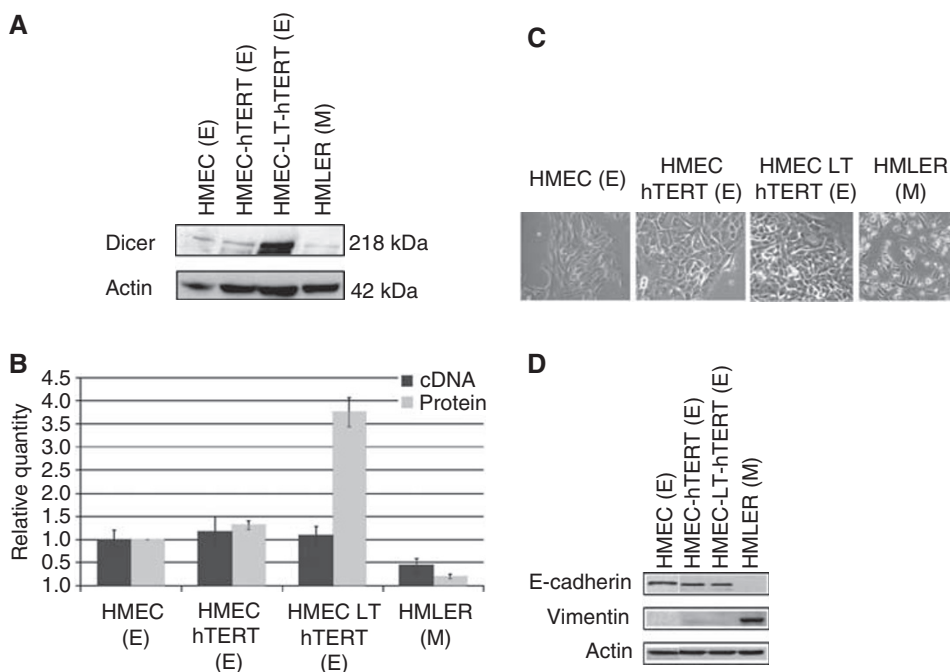 A
HMEC (E)
HMEC-hTERT (E)
HMEC-LT-hTERT (E)
HMLER (M)
Dicer
218 kDa
Actin
42 kDa
B
4.5
4.0
3.5
3.0
2.5
2.0
1.5
1.0
0.5
1.0
Relative quantity
cDNA
Protein
HMEC
(E)
HMEC
hTERT
(E)
HMEC LT
hTERT
(E)
HMLER
(M)
C
HMEC (E)
HMEC
hTERT (E)
HMEC LT
hTERT (E)
HMLER
(M)
D
HMEC (E)
HMEC-hTERT (E)
HMEC-LT-hTERT (E)
HMLER (M)
E-cadherin
Vimentin
Actin